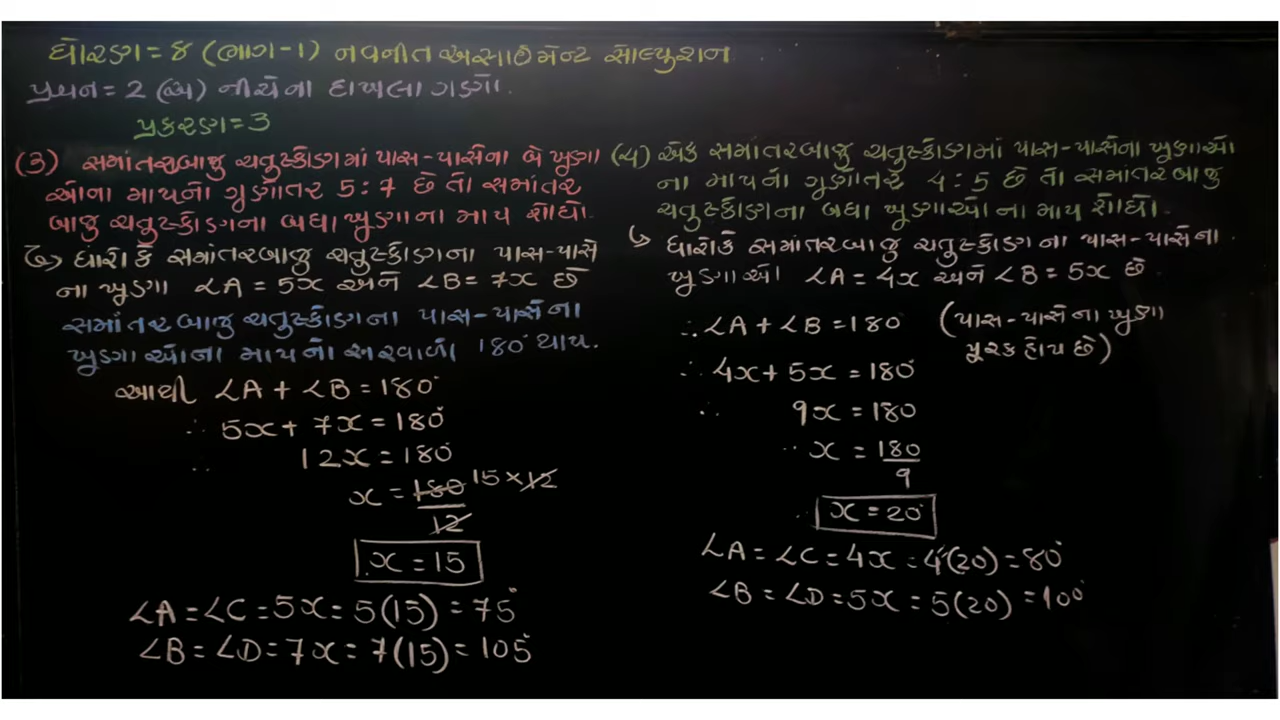 ધોરણ = 8 (ભાગ-1) નવનીત અસાઈમેન્ટ સોલ્યુશન
પ્રશ્ન = 2 (અ) નીચેના દાખલા ગણો.
પ્રકરણ = 3
(3) સમાંતરબાજુ ચતુષ્કોણમાં પાસ-પાસેના બે ખૂણા
ઓના માપનો ગુણોત્તર 5:7 છે તો સમાંતર
બાજુ ચતુષ્કોણના બધા ખૂણાના માપ શોધો.
ધારો કે સમાંતરબાજુ ચતુષ્કોણના પાસ-પાસે
ના ખૂણા ∠A = 5x અને ∠B = 7x છે
સમાંતર બાજુ ચતુષ્કોણના પાસ-પાસેના
ખૂણાઓના માપનો સરવાળો 180° થાય.
આથી ∠A + ∠B = 180°
∴ 5x + 7x = 180°
∴ 12x = 180°
x = 180 15 × 12
12
x = 15
∠A = ∠C = 5x = 5(15) = 75°
∠B = ∠D = 7x = 7(15) = 105°
(4) એક સમાંતરબાજુ ચતુષ્કોણમાં પાસ-પાસેના ખૂણાઓ
ના માપનો ગુણોત્તર 4:5 છે તો સમાંતર બાજુ
ચતુષ્કોણના બધા ખૂણાઓના માપ શોધો.
↳ ધારોકે સમાંતરબાજુ ચતુષ્કોણ ના પાસ-પાસેના
ખૂણાઓ ∠A = 4x અને ∠B = 5x છે.
∴ ∠A + ∠B = 180° (પાસ-પાસેના ખૂણા
પૂરક હોય છે)
∴ 4x + 5x = 180°
∴ 9x = 180
∴ x = 180
9
∴ x = 20°
∠A = ∠C = 4x = 4(20) = 80°
∠B = ∠D = 5x = 5(20) = 100°